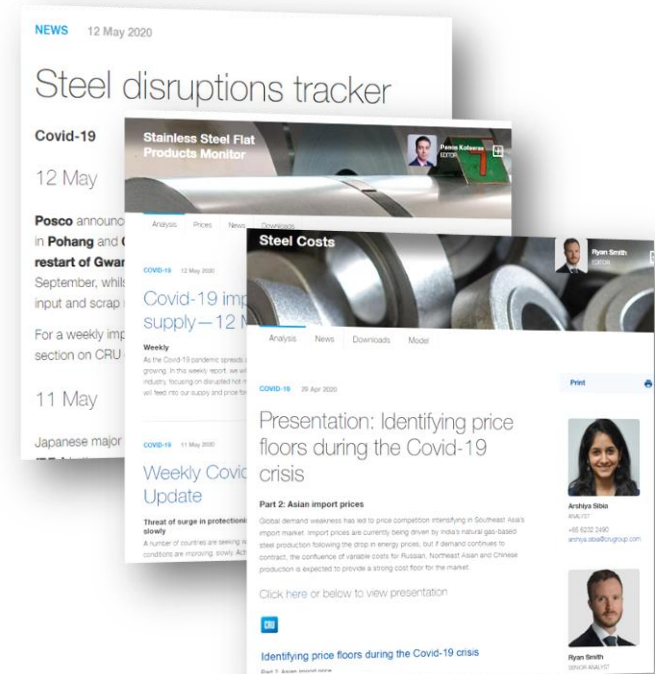 NEWS 12 May 2020
Steel disruptions tracker
Covid-19
12 May
Posco announc
in Pohang and
restart of Gwar
September, whils
input and scrap
For a weekly imp
section on CRU
11 May
Japanese major
Stainless Steel Flat
Products Monitor
EDITOR
Analysis Prices News Downloads
COVID-19 12 May 2020
Covid-19 imp
supply—12 M
Weekly
As the Covid-19 pandemic spreads
growing. In this weekly report, we wil
industry, focusing on disrupted hot m
will feed into our supply and price for
COVID-19 11 May 2020
Weekly Covid
Update
Threat of surge in protectioni
slowly
A number of countries are seeking
conditions are improving, slowly. Acti
Steel Costs
Ryan Smith
EDITOR
Analysis News Downloads Model
COVID-19 29 Apr 2020
Print
Presentation: Identifying price
floors during the Covid-19
crisis
Part 2: Asian import prices
Global demand weakness has led to price competition intensifying in Southeast Asia's
import market. Import prices are currently being driven by India's natural gas-based
steel production following the drop in energy prices, but if demand continues to
contract, the confluence of variable costs for Russian, Northeast Asian and Chinese
production is expected to provide a strong cost floor for the market.
Click here or below to view presentation
CRU
Identifying price floors during the Covid-19 crisis
Arshiya Sibia
ANALYST
+65 6232 2490
arshiya.sibia@crugroup.com
Ryan Smith
SENIOR ANALYST